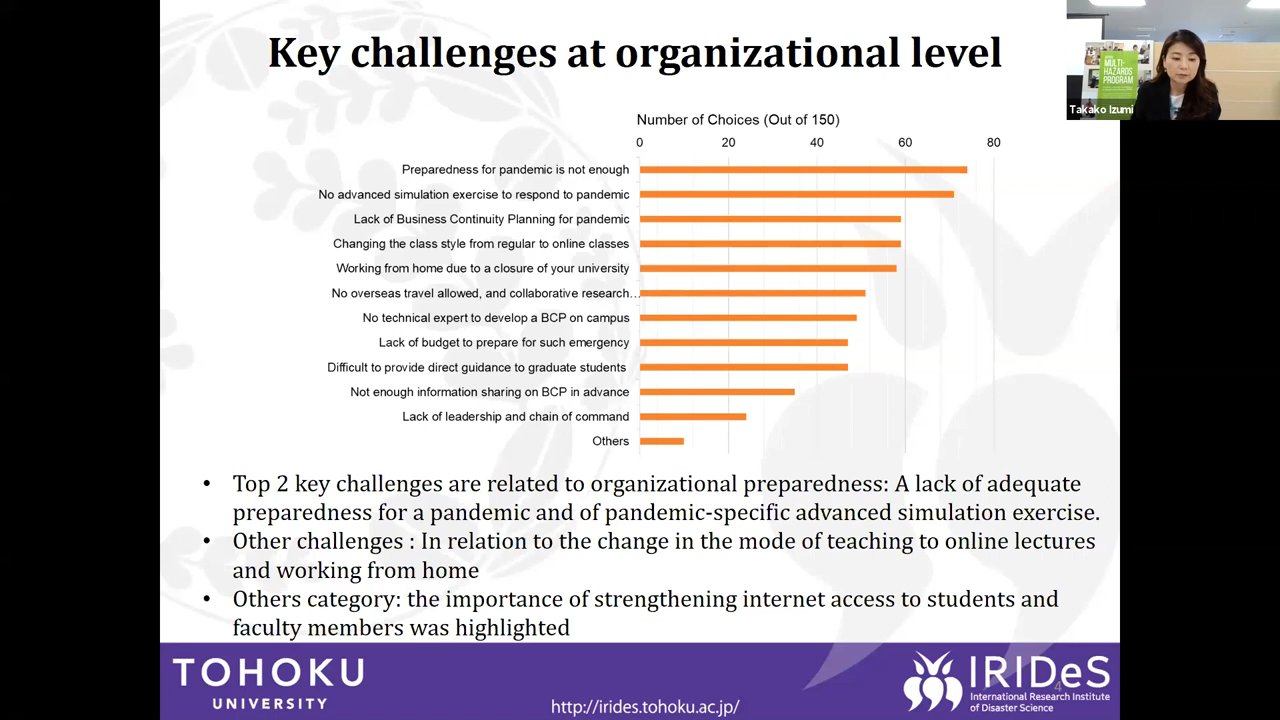 Key challenges at organizational level
MULTI-
HAZARDS
PROGRAM
Takako Izumi
Number of Choices (Out of 150)
0 20 40 60 80
Preparedness for pandemic is not enough
No advanced simulation exercise to respond to pandemic
Lack of Business Continuity Planning for pandemic
Changing the class style from regular to online classes
Working from home due to a closure of your university
No overseas travel allowed, and collaborative research…
No technical expert to develop a BCP on campus
Lack of budget to prepare for such emergency
Difficult to provide direct guidance to graduate students
Not enough information sharing on BCP in advance
Lack of leadership and chain of command
Others
• Top 2 key challenges are related to organizational preparedness: A lack of adequate
preparedness for a pandemic and of pandemic-specific advanced simulation exercise.
• Other challenges : In relation to the change in the mode of teaching to online lectures
and working from home
• Others category: the importance of strengthening internet access to students and
faculty members was highlighted
TOHOKU
UNIVERSITY
http://irides.tohoku.ac.jp/
IRIDeS
International Research Institute
of Disaster Science
4